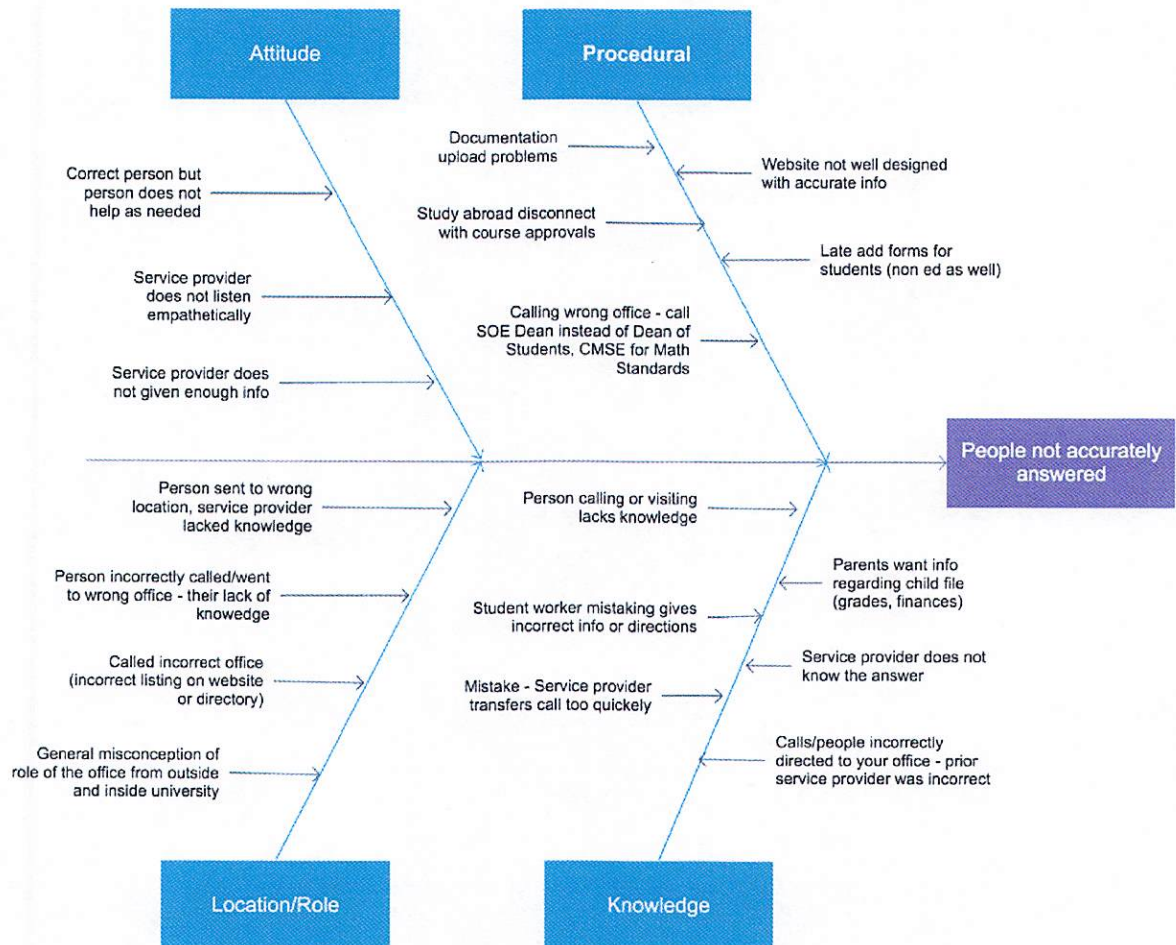 Attitude
Procedural
Correct person but
person does not
help as needed
Service provider
does not listen
empathetically
Service provider does
not given enough info
Documentation
upload problems
Website not well designed
with accurate info
Study abroad disconnect
with course approvals
Late add forms for
students (non ed as well)
Calling wrong office - call
SOE Dean instead of Dean of
Students, CMSE for Math
Standards
People not accurately
answered
Person sent to wrong
location, service provider
lacked knowledge
Person incorrectly called/went
to wrong office - their lack of
knowedge
Called incorrect office
(incorrect listing on website
or directory)
General misconception of
role of the office from outside
and inside university
Person calling or visiting
lacks knowledge
Parents want info
regarding child file
(grades, finances)
Student worker mistaking gives
incorrect info or directions
Service provider does not
know the answer
Mistake - Service provider
transfers call too quickely
Calls/people incorrectly
directed to your office - prior
service provider was incorrect
Location/Role
Knowledge